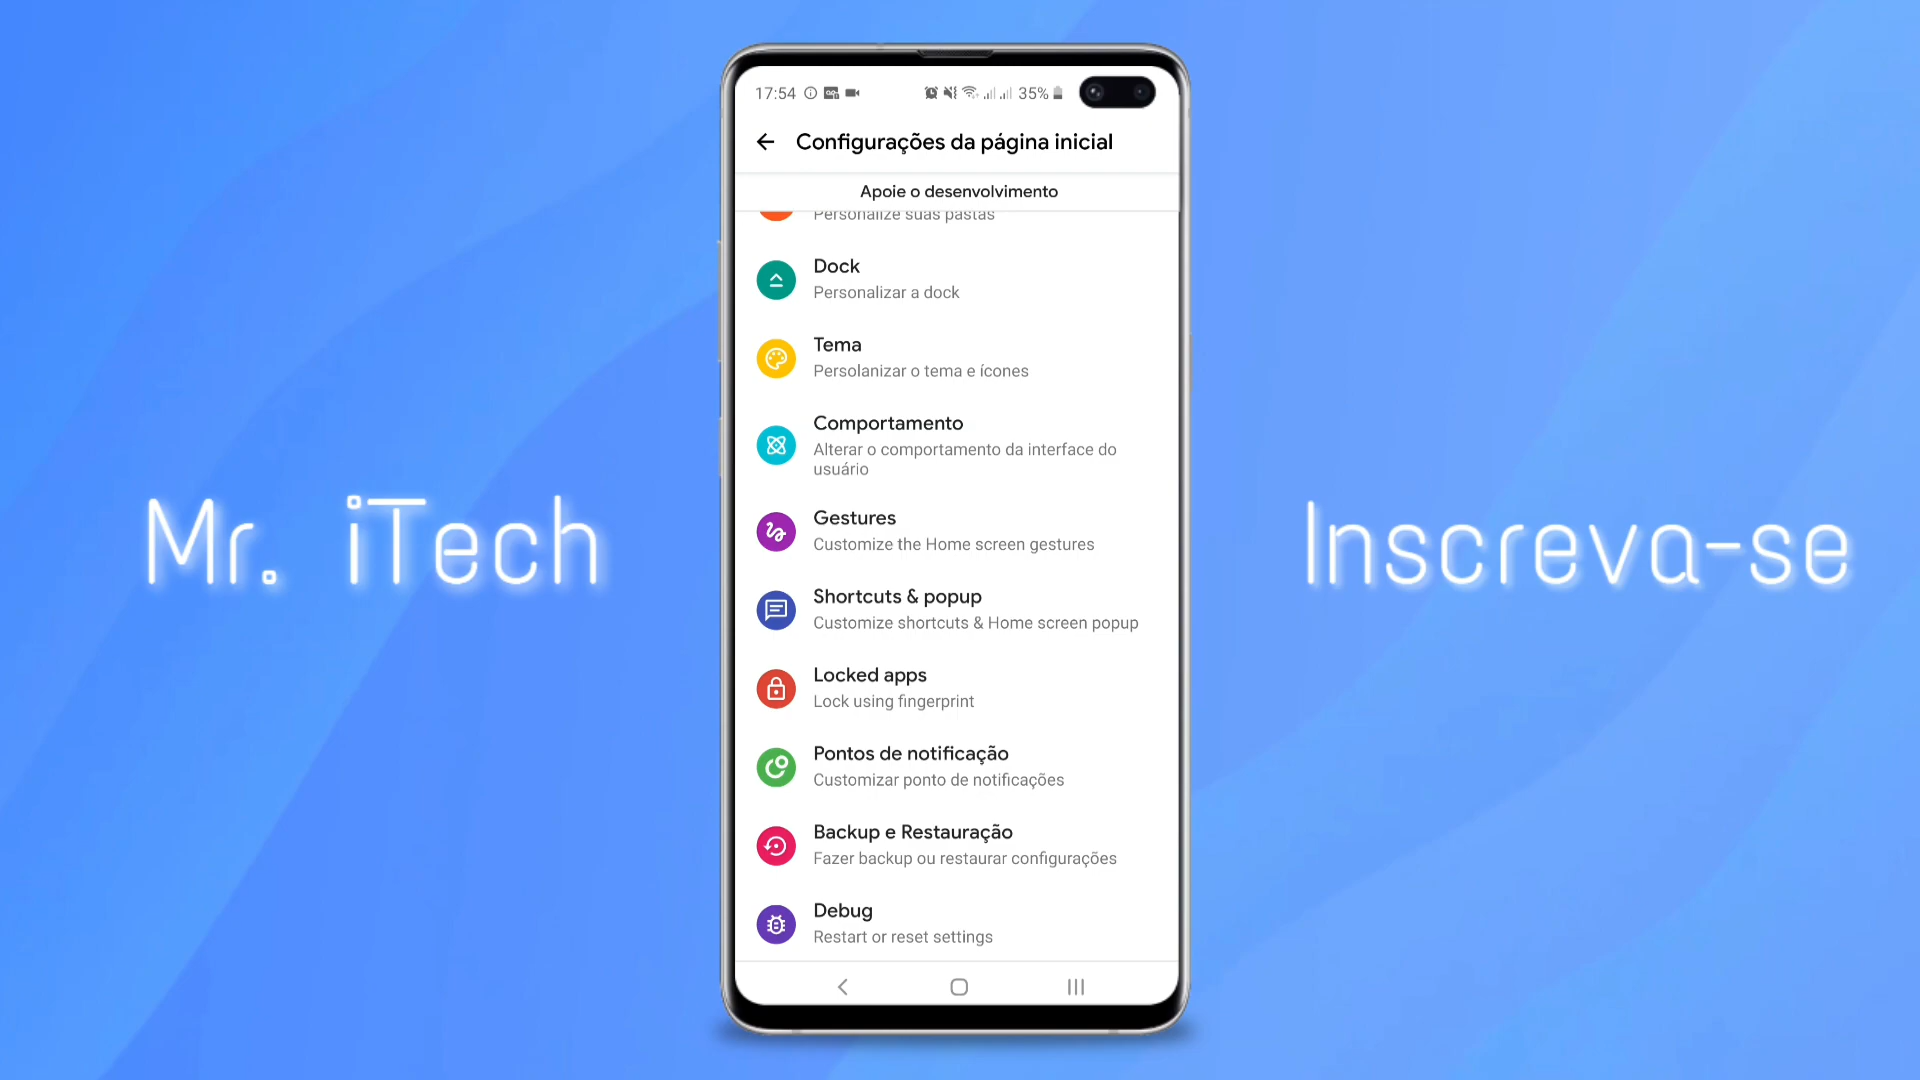 17:54
35%
Configurações da página inicial
Apoie o desenvolvimento
Personalize suas pastas
Dock
Personalizar a dock
Tema
Persolanizar o tema e ícones
Comportamento
Alterar o comportamento da interface do
usuário
Gestures
Customize the Home screen gestures
Shortcuts & popup
Customize shortcuts & Home screen popup
Locked apps
Lock using fingerprint
Pontos de notificação
Customizar ponto de notificações
Backup e Restauração
Fazer backup ou restaurar configurações
Debug
Restart or reset settings
Mr. iTech
Inscreva-se